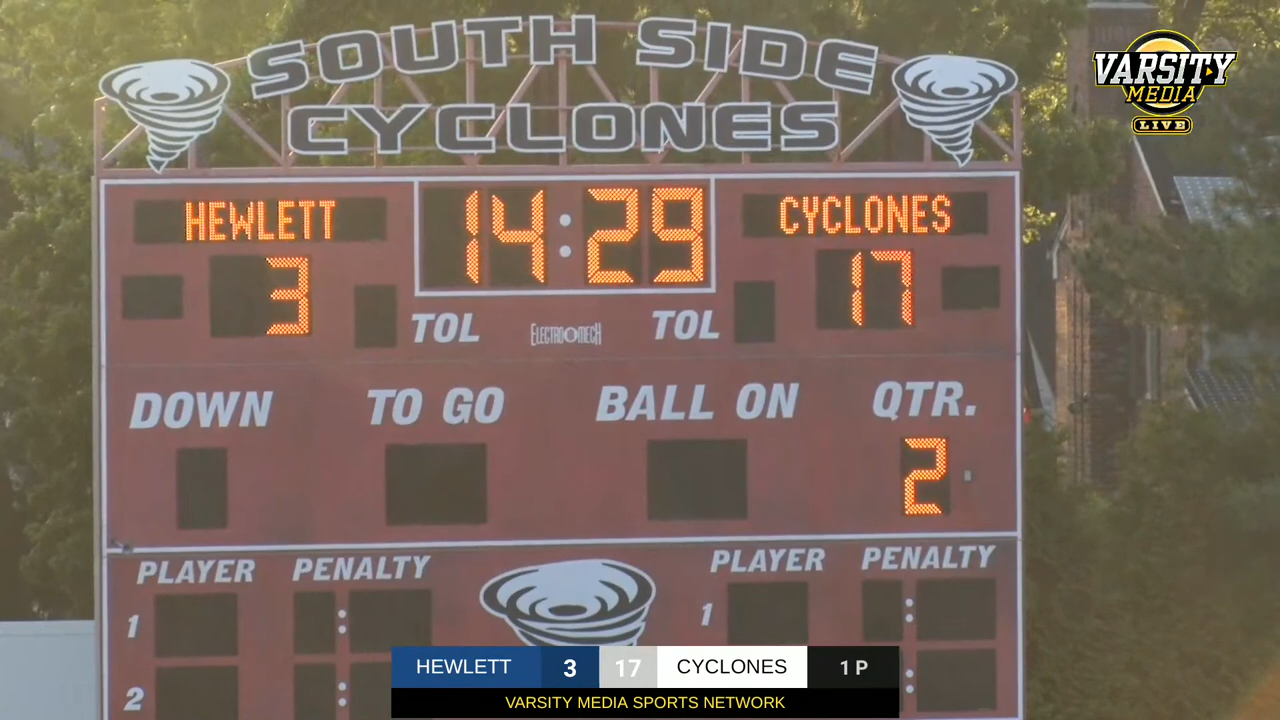 SOUTH SIDE
CYCLONES
VARSITY
MEDIA
LIVE
HEWLETT 14:29 CYCLONES
3 17
TOL ELECTRO-MECH TOL
DOWN TO GO BALL ON QTR.
2
PLAYER PENALTY PLAYER PENALTY
1 : 1 :
2 : :
HEWLETT 3 17 CYCLONES 1 P
VARSITY MEDIA SPORTS NETWORK